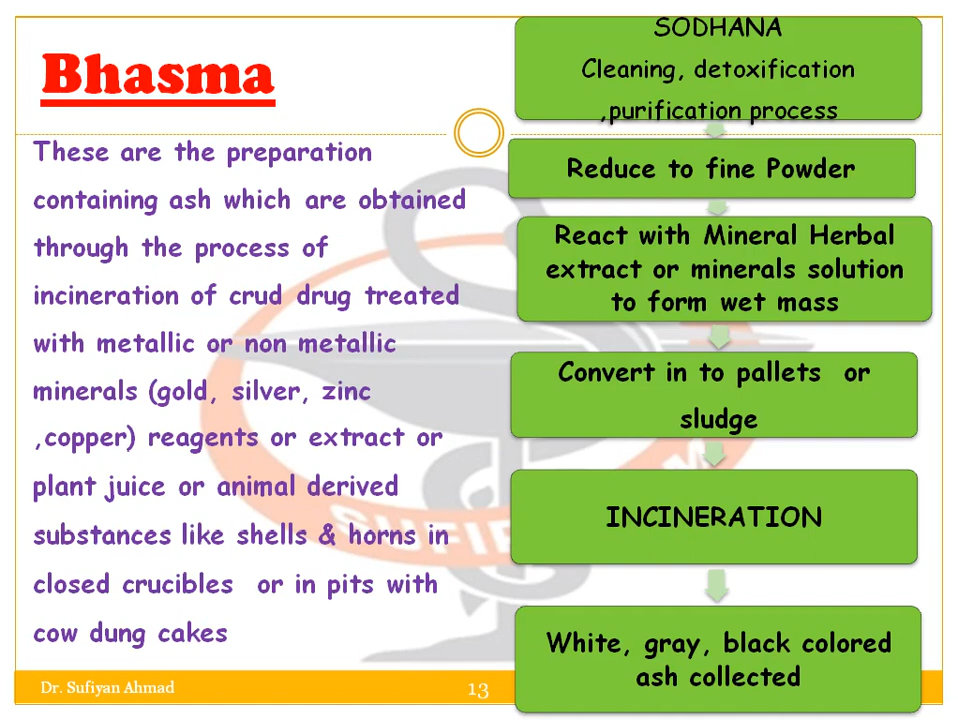 Bhasma
These are the preparation
containing ash which are obtained
through the process of
incineration of crud drug treated
with metallic or non metallic
minerals (gold, silver, zinc
,copper) reagents or extract or
plant juice or animal derived
substances like shells & horns in
closed crucibles or in pits with
cow dung cakes
SODHANA
Cleaning, detoxification
,purification process
Reduce to fine Powder
React with Mineral Herbal
extract or minerals solution
to form wet mass
Convert in to pallets or
sludge
INCINERATION
White, gray, black colored
ash collected
Dr. Sufiyan Ahmad
13